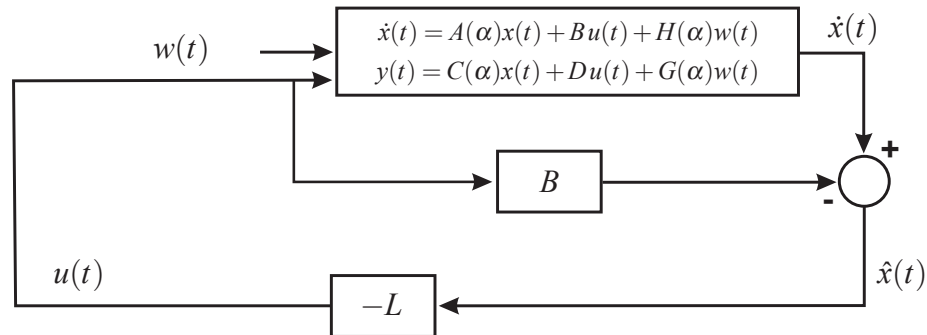 w(t)
ẋ(t) = A(α)x(t) + Bu(t) + H(α)w(t)
y(t) = C(α)x(t) + Du(t) + G(α)w(t)
ẋ(t)
+
B
-
u(t)
−L
x̂(t)